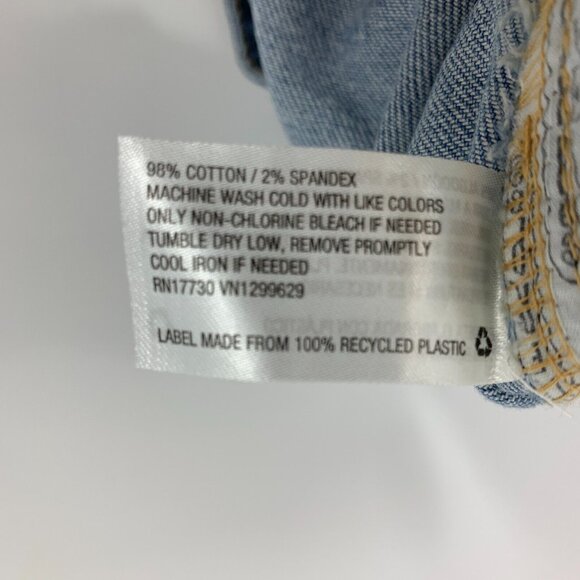 98% COTTON / 2% SPANDEX
MACHINE WASH COLD WITH LIKE COLORS
ONLY NON-CHLORINE BLEACH IF NEEDED
TUMBLE DRY LOW, REMOVE PROMPTLY
COOL IRON IF NEEDED
RN17730 VN1299629
LABEL MADE FROM 100% RECYCLED PLASTIC